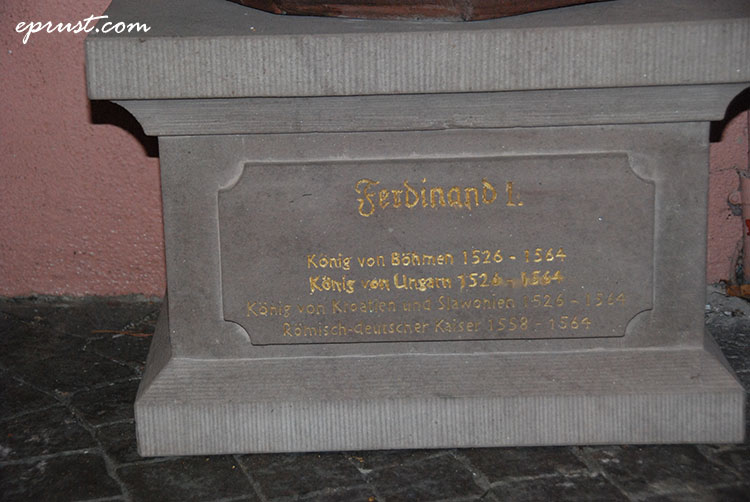 eprust.com
Ferdinand I.
König von Böhmen 1526 - 1564
König von Ungarn 1526 - 1564
König von Kroatien und Slawonien 1526 - 1564
Römisch-deutscher Kaiser 1558 - 1564